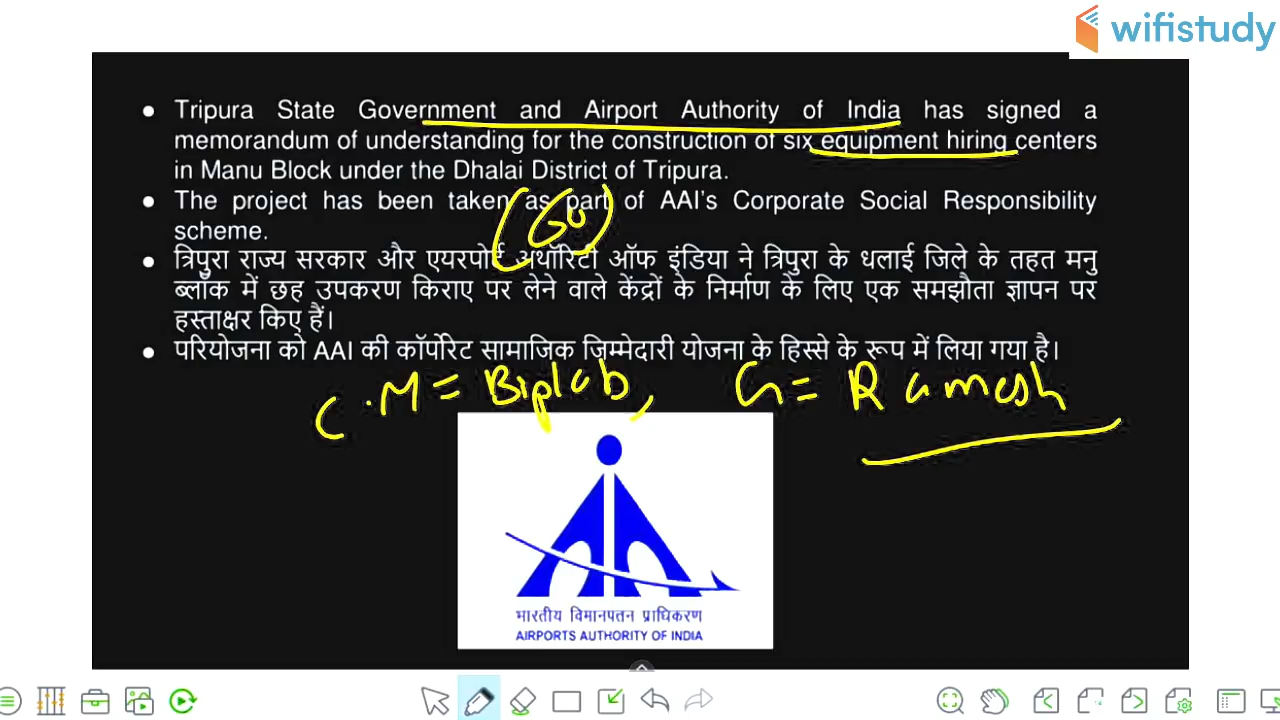 wifistudy
● Tripura State Government and Airport Authority of India has signed a
memorandum of understanding for the construction of six equipment hiring centers
in Manu Block under the Dhalai District of Tripura.
● The project has been taken as part of AAI's Corporate Social Responsibility
scheme.
● त्रिपुरा राज्य सरकार और एयरपोर्ट अथॉरिटी ऑफ इंडिया ने त्रिपुरा के धलाई जिले के तहत मनु
ब्लॉक में छह उपकरण किराए पर लेने वाले केंद्रों के निर्माण के लिए एक समझौता ज्ञापन पर
हस्ताक्षर किए हैं।
● परियोजना को AAI की कॉर्पोरेट सामाजिक जिम्मेदारी योजना के हिस्से के रूप में लिया गया है।
C.M = Biplab, G = Ramesh
भारतीय विमानपत्तन प्राधिकरण
AIRPORTS AUTHORITY OF INDIA